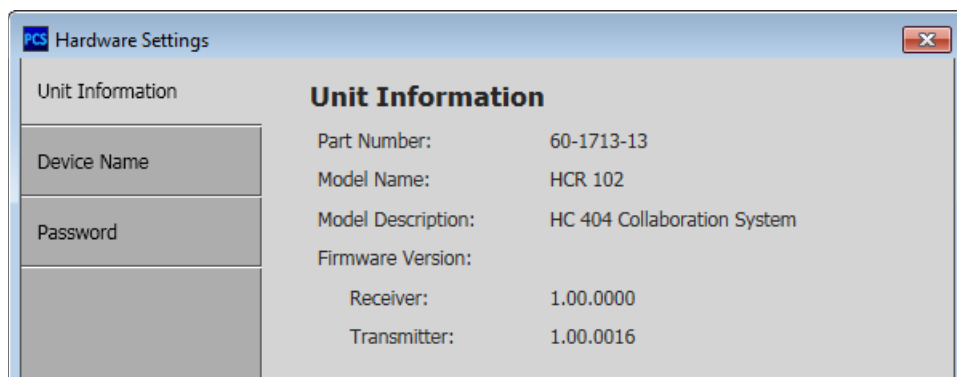 PCS Hardware Settings
Unit Information
Device Name
Password
Unit Information
Part Number: 60-1713-13
Model Name: HCR 102
Model Description: HC 404 Collaboration System
Firmware Version:
Receiver: 1.00.0000
Transmitter: 1.00.0016